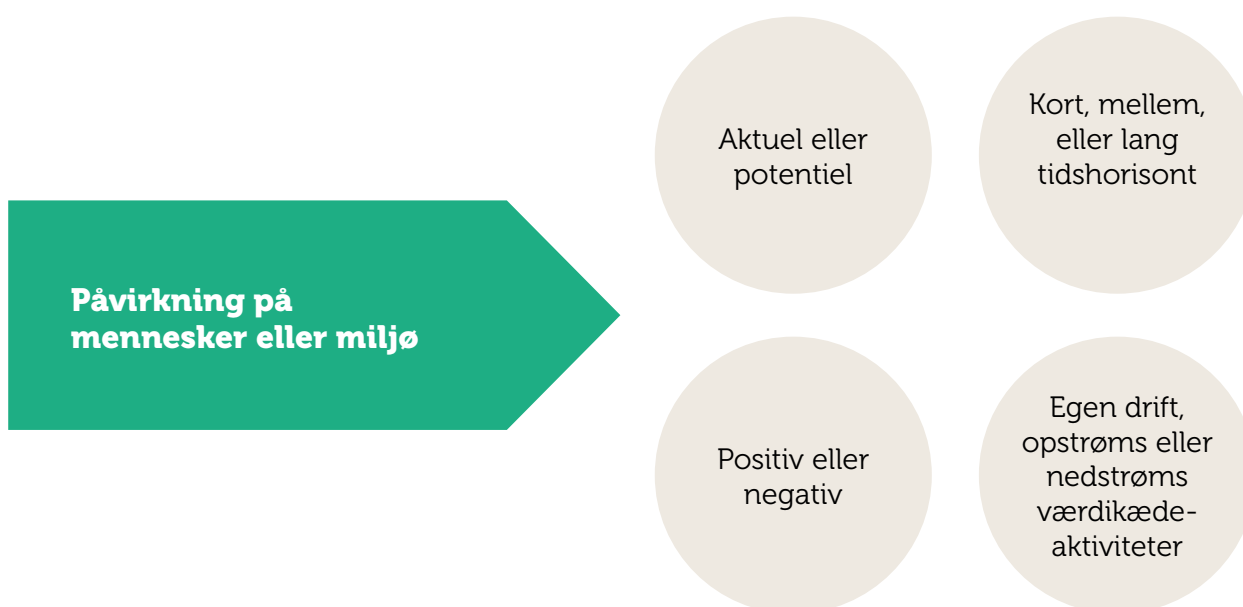 Påvirkning på
mennesker eller miljø
Aktuel eller
potentiel
Kort, mellem,
eller lang
tidshorisont
Positiv eller
negativ
Egen drift,
opstrøms eller
nedstrøms
værdikæde-
aktiviteter